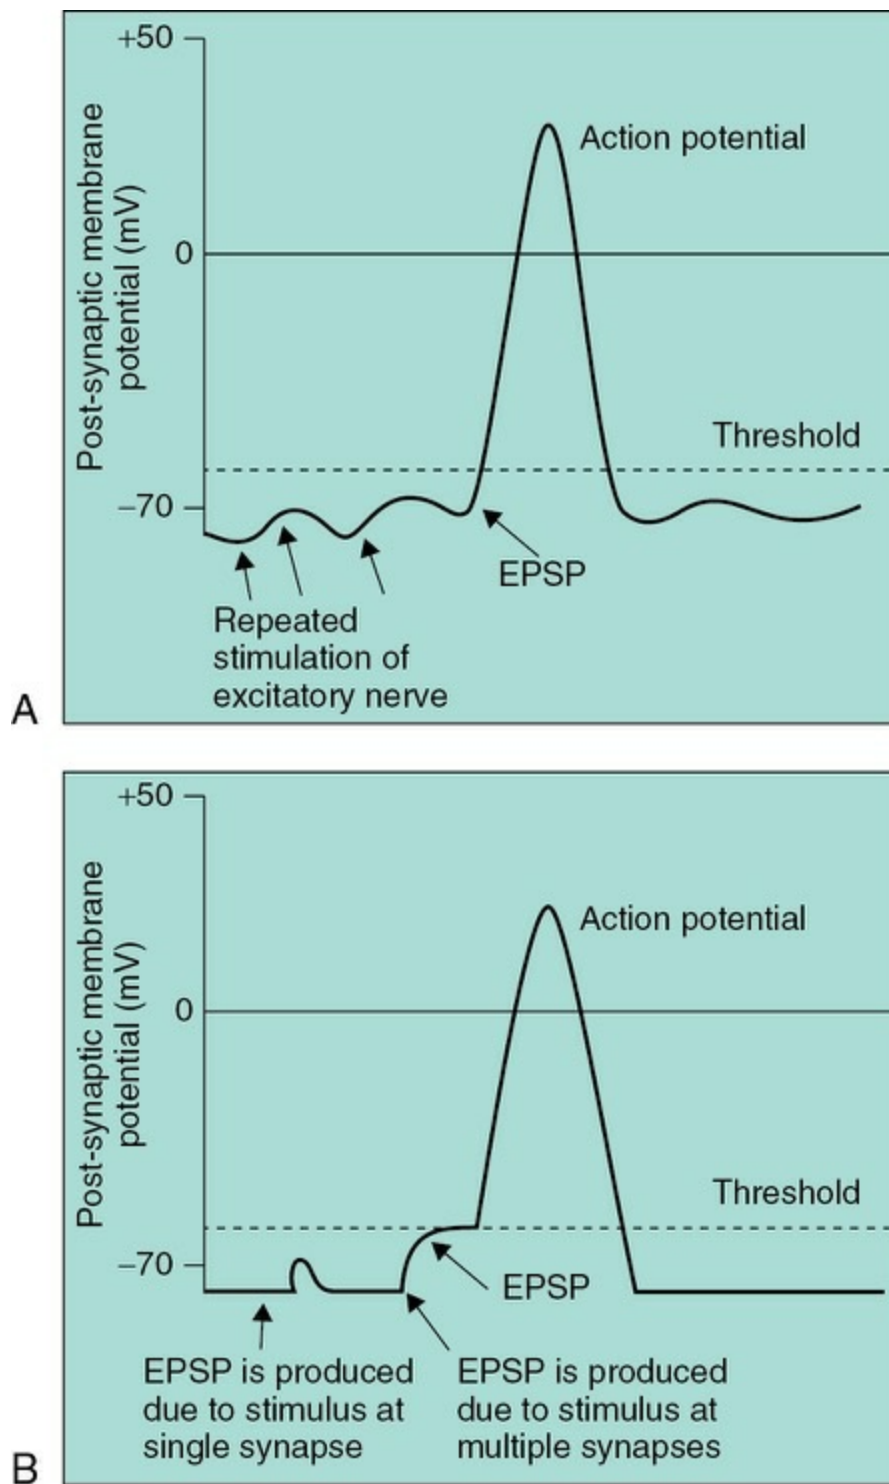 +50
Post-synaptic membrane
potential (mV)
Action potential
0
Threshold
–70
EPSP
Repeated
stimulation of
excitatory nerve
A
+50
Post-synaptic membrane
potential (mV)
Action potential
0
Threshold
–70
EPSP
EPSP is produced
due to stimulus at
single synapse
EPSP is produced
due to stimulus at
multiple synapses
B